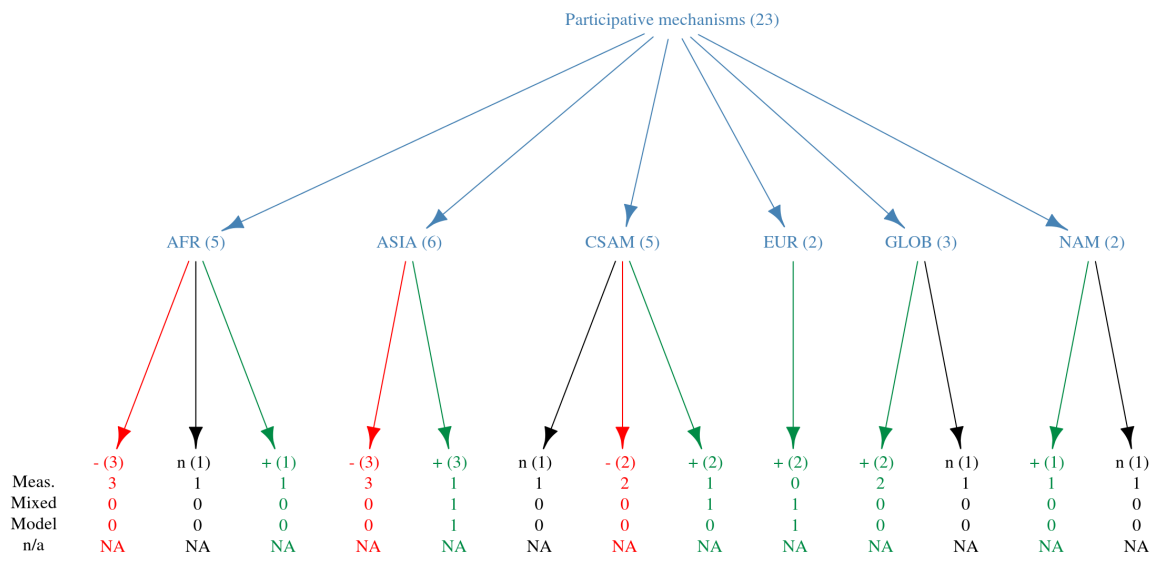 Participative mechanisms (23)
AFR (5) ASIA (6) CSAM (5) EUR (2) GLOB (3) NAM (2)
- (3) n (1) + (1) - (3) + (3) n (1) - (2) + (2) + (2) + (2) n (1) + (1) n (1)
Meas. 3 1 1 3 1 1 2 1 0 2 1 1 1
Mixed 0 0 0 0 1 0 0 1 1 0 0 0 0
Model 0 0 0 0 1 0 0 0 1 0 0 0 0
n/a NA NA NA NA NA NA NA NA NA NA NA NA NA